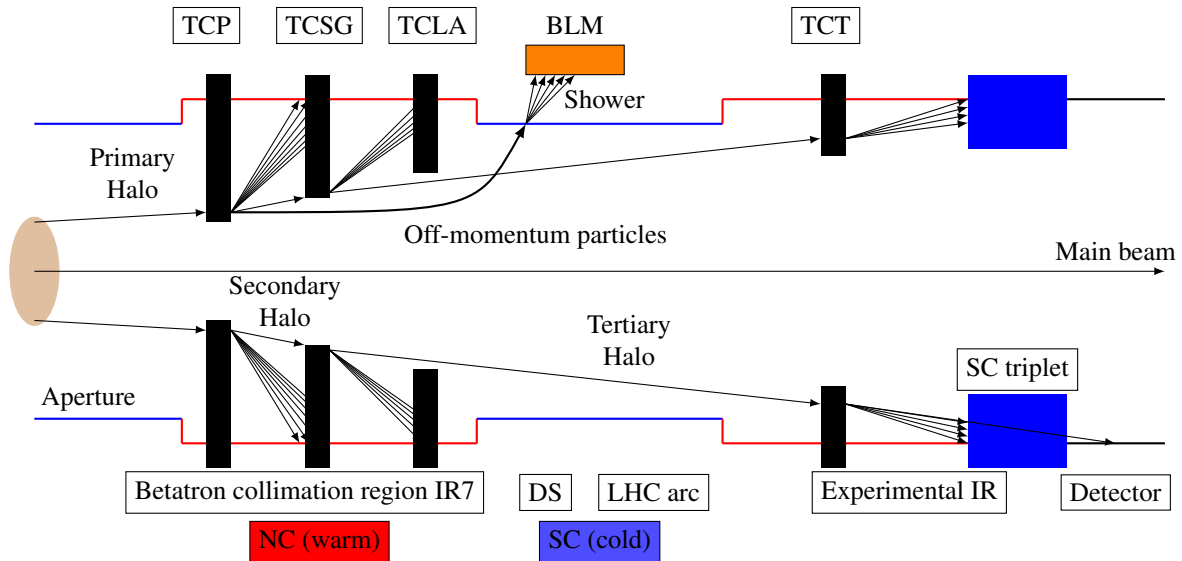 TCP TCSG TCLA BLM TCT
Shower
Primary
Halo
Off-momentum particles
Main beam
Secondary
Halo
Tertiary
Halo
Aperture
SC triplet
Betatron collimation region IR7 DS LHC arc Experimental IR Detector
NC (warm) SC (cold)